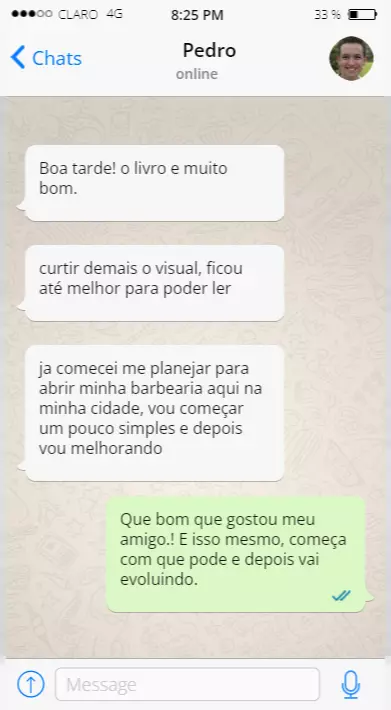 CLARO 4G 8:25 PM 33 %
Chats
Pedro
online
Boa tarde! o livro e muito
bom.
curtir demais o visual, ficou
até melhor para poder ler
ja comecei me planejar para
abrir minha barbearia aqui na
minha cidade, vou começar
um pouco simples e depois
vou melhorando
Que bom que gostou meu
amigo.! E isso mesmo, começa
com que pode e depois vai
evoluindo.
Message